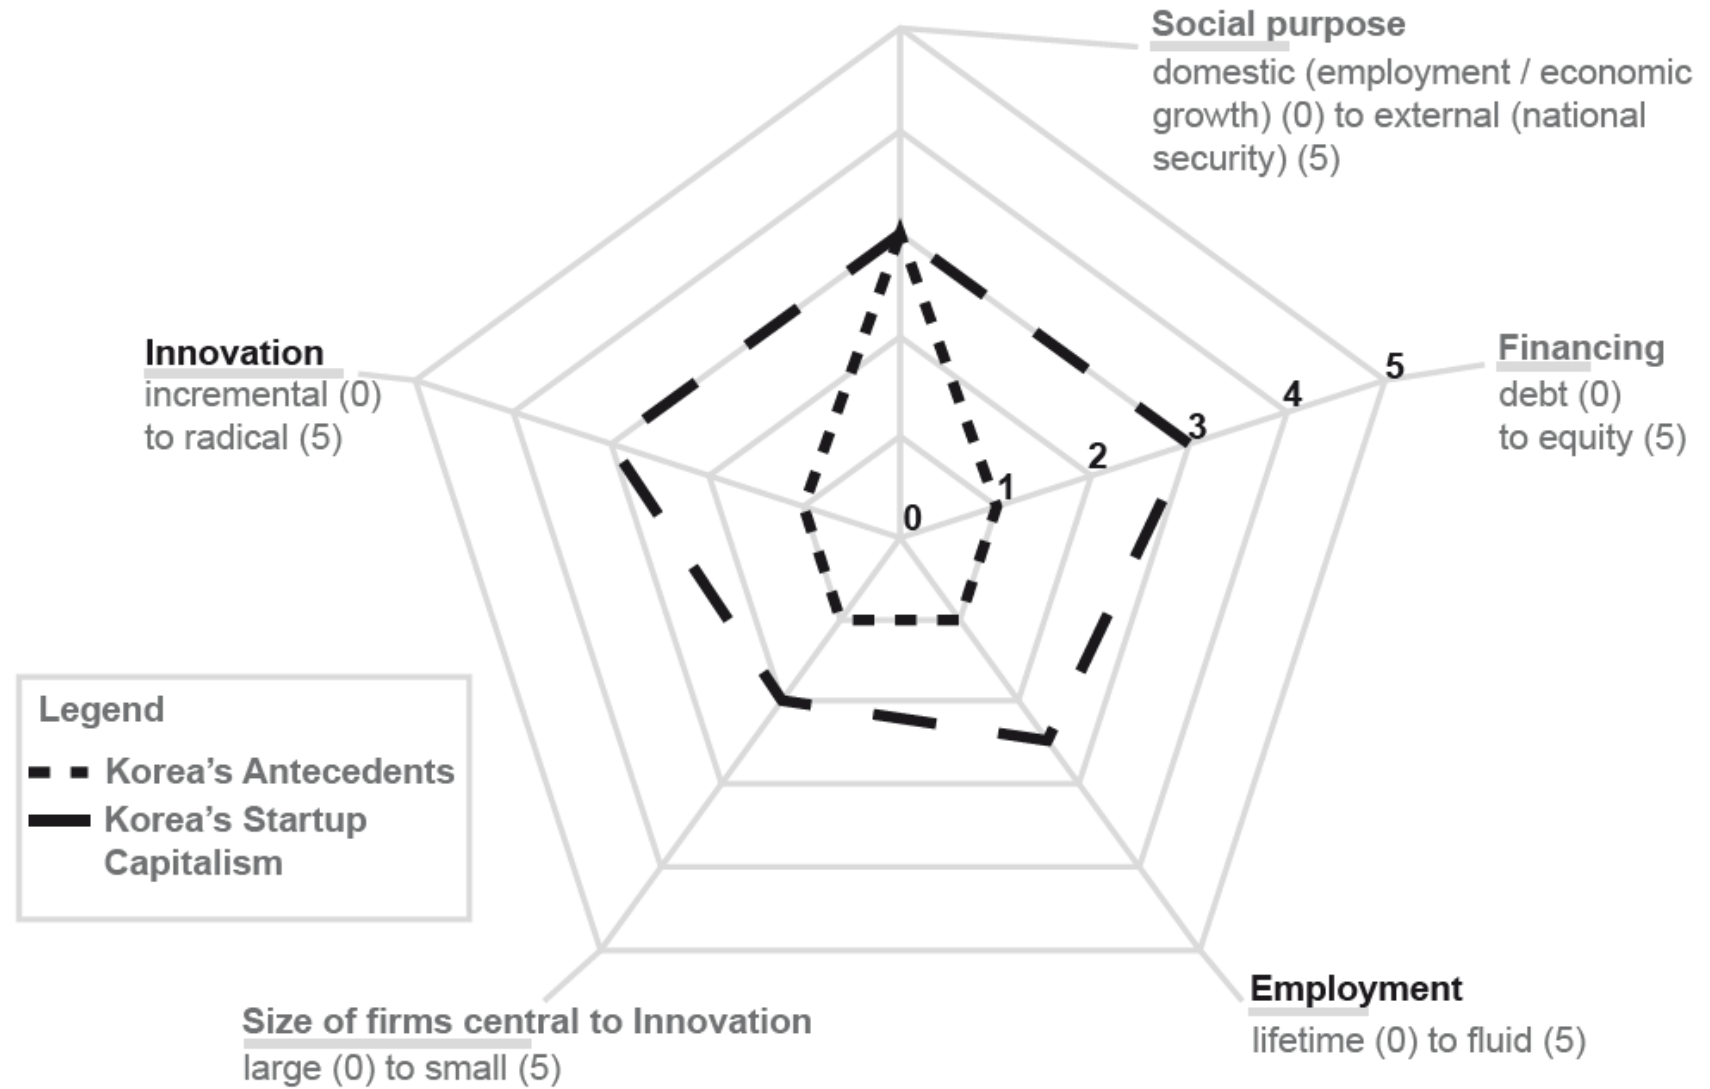 Social purpose
domestic (employment / economic
growth) (0) to external (national
security) (5)
Innovation
incremental (0)
to radical (5)
Financing
debt (0)
to equity (5)
5
4
3
2
1
0
Legend
Korea's Antecedents
Korea's Startup
Capitalism
Size of firms central to Innovation
large (0) to small (5)
Employment
lifetime (0) to fluid (5)